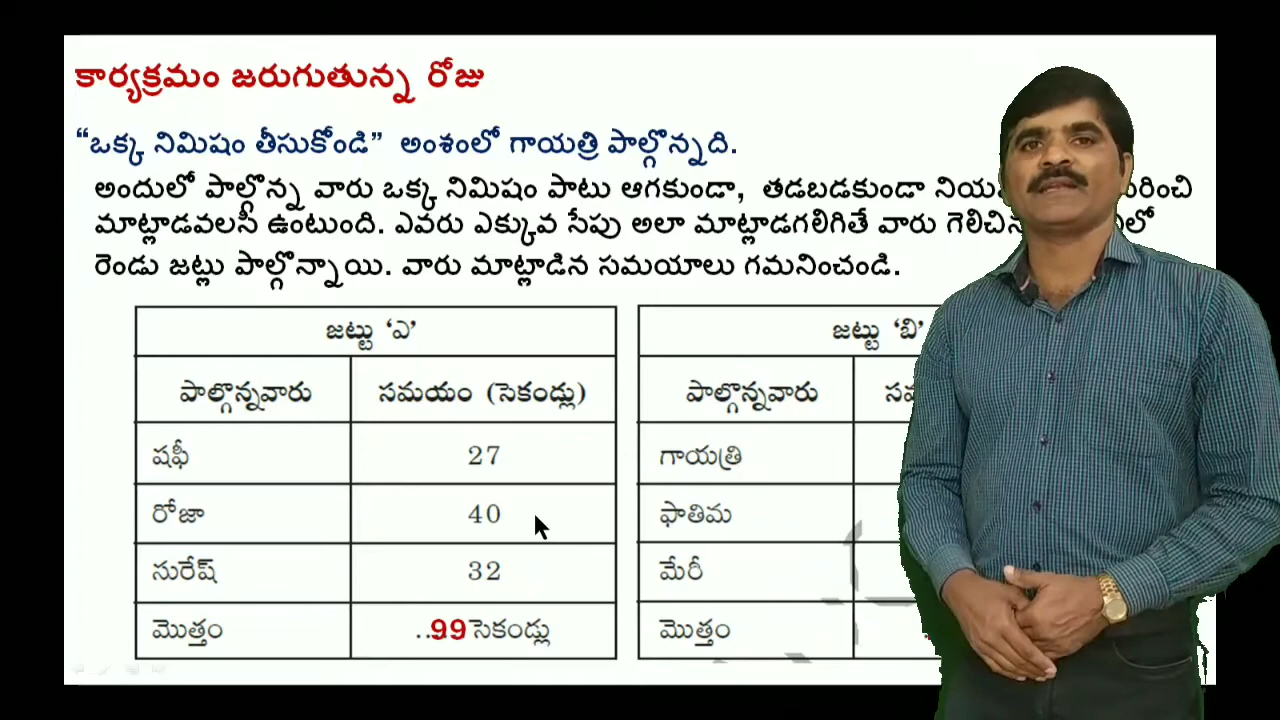 కార్యక్రమం జరుగుతున్న రోజు
“ఒక్క నిమిషం తీసుకోండి” అంశంలో గాయత్రి పాల్గొన్నది.
అందులో పాల్గొన్న వారు ఒక్క నిమిషం పాటు ఆగకుండా, తడబడకుండా
మాట్లాడవలసి ఉంటుంది. ఎవరు ఎక్కువ సేపు అలా మాట్లాడగలిగితే వారు
రెండు జట్లు పాల్గొన్నాయి. వారు మాట్లాడిన సమయాలు గమనించండి.
జట్టు ‘ఎ’ జట్టు ‘బి’
పాల్గొన్నవారు సమయం (సెకండ్లు) పాల్గొన్నవారు
షఫీ 27 గాయత్రి
రోజా 40 ఫాతిమ
సురేష్ 32 మేరీ
మొత్తం ..99 సెకండ్లు మొత్తం